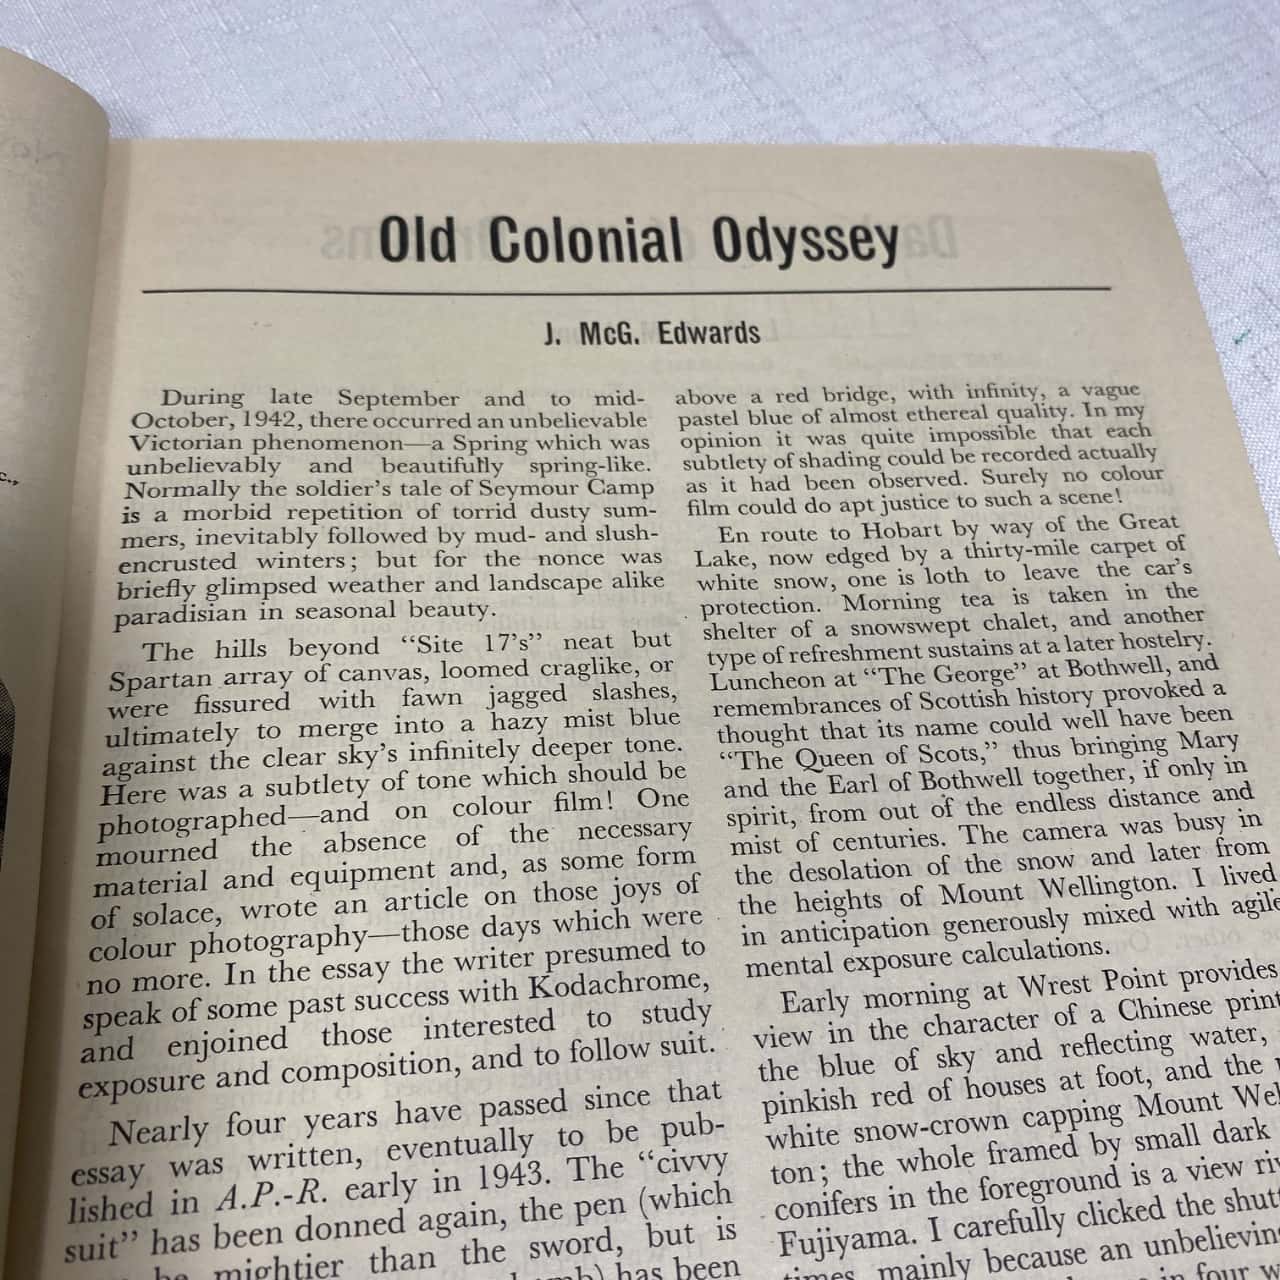 Old Colonial Odyssey
J. McG. Edwards
During late September and to mid-
October, 1942, there occurred an unbelievable
Victorian phenomenon—a Spring which was
unbelievably and beautifully spring-like.
Normally the soldier's tale of Seymour Camp
is a morbid repetition of torrid dusty sum-
mers, inevitably followed by mud- and slush-
encrusted winters; but for the nonce was
briefly glimpsed weather and landscape alike
paradisian in seasonal beauty.
The hills beyond “Site 17's” neat but
Spartan array of canvas, loomed craglike, or
were fissured with fawn jagged slashes,
ultimately to merge into a hazy mist blue
against the clear sky's infinitely deeper tone.
Here was a subtlety of tone which should be
photographed—and on colour film! One
mourned the absence of the necessary
material and equipment and, as some form
of solace, wrote an article on those joys of
colour photography—those days which were
no more. In the essay the writer presumed to
speak of some past success with Kodachrome,
and enjoined those interested to study
exposure and composition, and to follow suit.
Nearly four years have passed since that
essay was written, eventually to be pub-
lished in A.P.-R. early in 1943. The “civvy
suit” has been donned again, the pen (which
be mightier than the sword, but is
has been
above a red bridge, with infinity, a vague
pastel blue of almost ethereal quality. In my
opinion it was quite impossible that each
subtlety of shading could be recorded actually
as it had been observed. Surely no colour
film could do apt justice to such a scene!
En route to Hobart by way of the Great
Lake, now edged by a thirty-mile carpet of
white snow, one is loth to leave the car's
protection. Morning tea is taken in the
shelter of a snowswept chalet, and another
type of refreshment sustains at a later hostelry.
Luncheon at “The George” at Bothwell, and
remembrances of Scottish history provoked a
thought that its name could well have been
“The Queen of Scots,” thus bringing Mary
and the Earl of Bothwell together, if only in
spirit, from out of the endless distance and
mist of centuries. The camera was busy in
the desolation of the snow and later from
the heights of Mount Wellington. I lived
in anticipation generously mixed with agile
mental exposure calculations.
Early morning at Wrest Point provides
view in the character of a Chinese print
the blue of sky and reflecting water,
pinkish red of houses at foot, and the
white snow-crown capping Mount Wel
ton; the whole framed by small dark
conifers in the foreground is a view riv
Fujiyama. I carefully clicked the shutt
times, mainly because an unbelieving
in four w